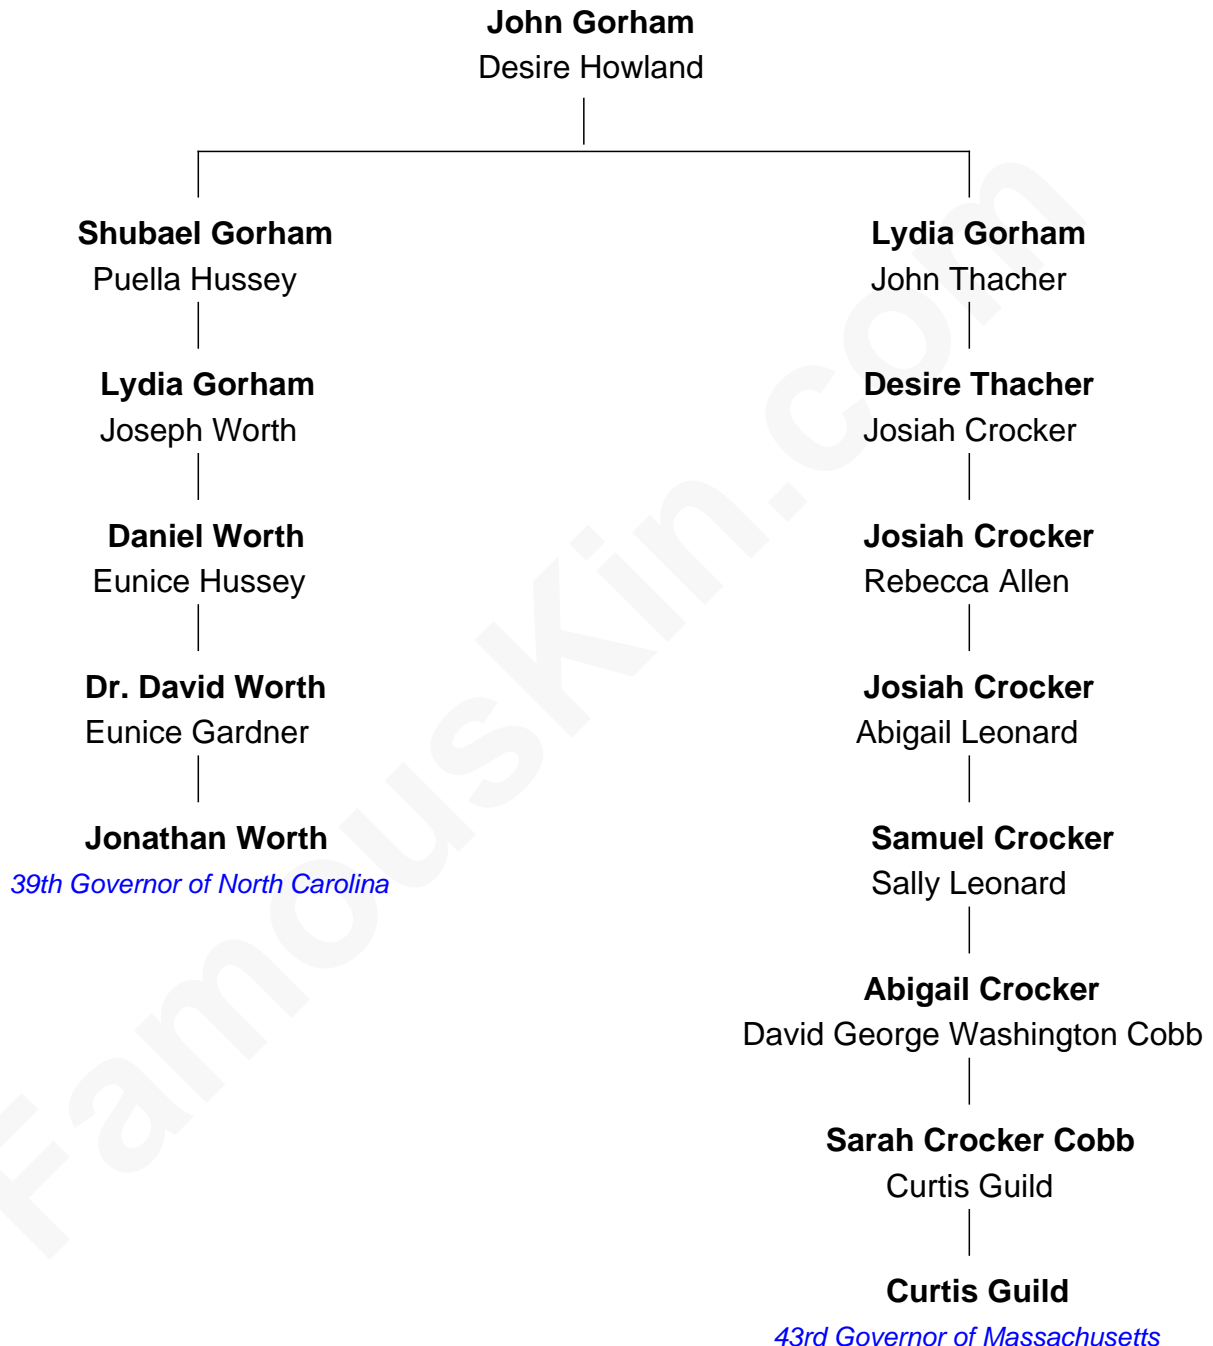 John Gorham
Desire Howland
Shubael Gorham
Puella Hussey
Lydia Gorham
John Thacher
Lydia Gorham
Joseph Worth
Desire Thacher
Josiah Crocker
Daniel Worth
Eunice Hussey
Josiah Crocker
Rebecca Allen
Dr. David Worth
Eunice Gardner
Josiah Crocker
Abigail Leonard
Jonathan Worth
39th Governor of North Carolina
Samuel Crocker
Sally Leonard
Abigail Crocker
David George Washington Cobb
Sarah Crocker Cobb
Curtis Guild
Curtis Guild
43rd Governor of Massachusetts
FamousKin.com